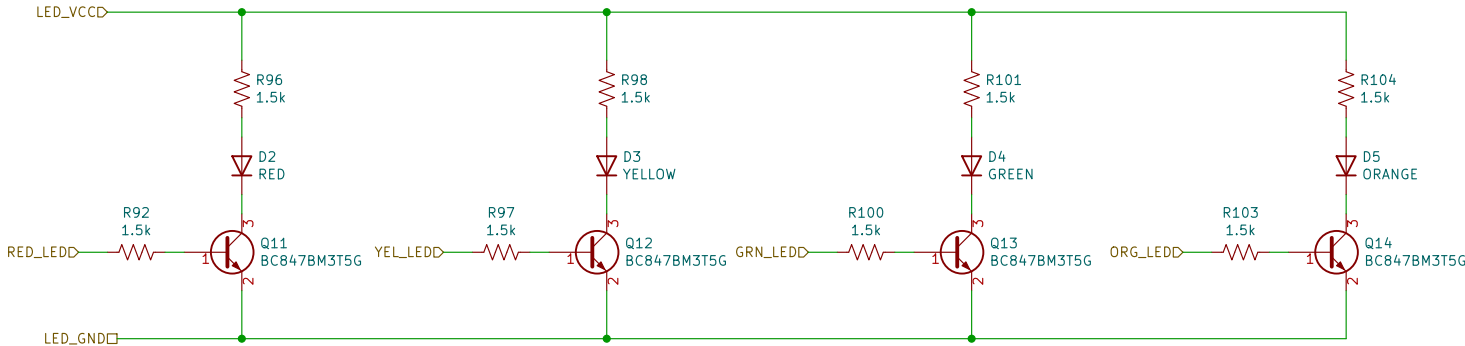 LED_VCC
R96
1.5k
R98
1.5k
R101
1.5k
R104
1.5k
D2
RED
D3
YELLOW
D4
GREEN
D5
ORANGE
R92
1.5k
3
R97
1.5k
3
R100
1.5k
3
R103
1.5k
3
RED_LED
1
Q11
BC847BM3T5G
2
YEL_LED
1
Q12
BC847BM3T5G
2
GRN_LED
1
Q13
BC847BM3T5G
2
ORG_LED
1
Q14
BC847BM3T5G
2
LED_GND